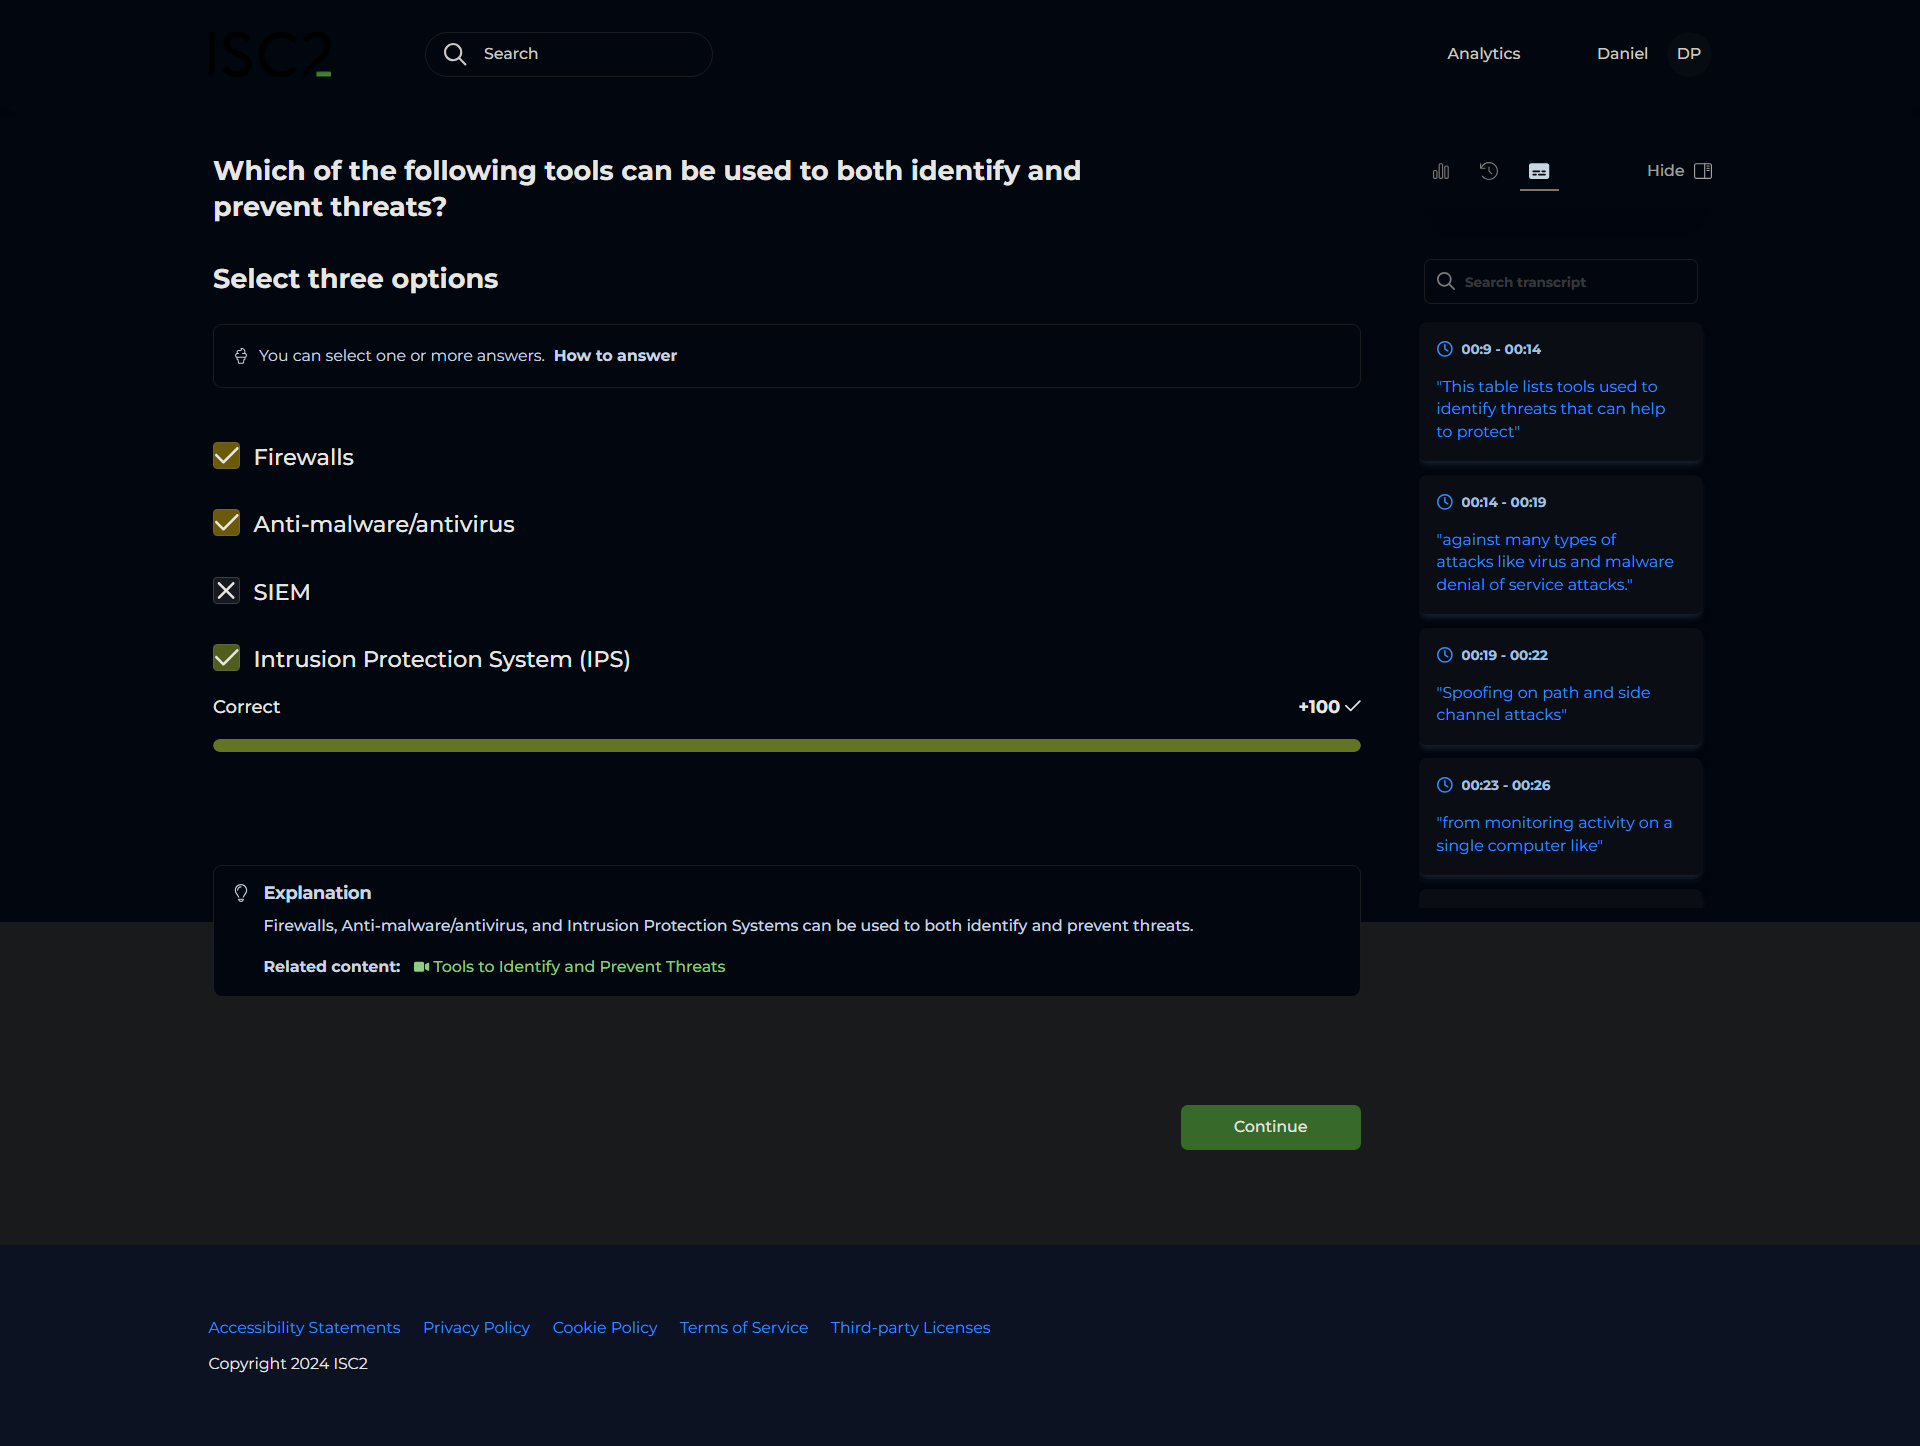 ISC2
Search
Analytics
Daniel
DP
Which of the following tools can be used to both identify and
prevent threats?
Select three options
You can select one or more answers. How to answer
Firewalls
Anti-malware/antivirus
SIEM
Intrusion Protection System (IPS)
Correct
+100
Explanation
Firewalls, Anti-malware/antivirus, and Intrusion Protection Systems can be used to both identify and prevent threats.
Related content: Tools to Identify and Prevent Threats
Continue
Hide
Search transcript
00:9 - 00:14
"This table lists tools used to
identify threats that can help
to protect"
00:14 - 00:19
"against many types of
attacks like virus and malware
denial of service attacks."
00:19 - 00:22
"Spoofing on path and side
channel attacks"
00:23 - 00:26
"from monitoring activity on a
single computer like"
Accessibility Statements
Privacy Policy
Cookie Policy
Terms of Service
Third-party Licenses
Copyright 2024 ISC2